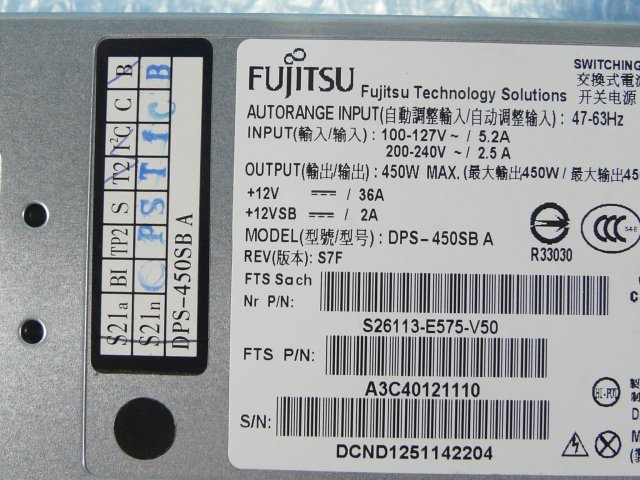 FUJITSU Fujitsu Technology Solutions
SWITCHING
交換式電源
开关电源
AUTORANGE INPUT(自動調整輸入/自动调整输入) : 47-63Hz
INPUT(輸入/输入) : 100-127V ~ / 5.2A
200-240V ~ / 2.5 A
OUTPUT(輸出/输出) : 450W MAX. (最大輸出450W / 最大输出45
+12V ⎓ / 36A
+12VSB ⎓ / 2A
MODEL(型號/型号) : DPS-450SB A
REV(版本) : S7F
R33030
CCC S&E
FTS Sach
Nr P/N:
S26113-E575-V50
FTS P/N:
A3C40121110
HI-POT
S/N:
DCND1251142204
S21a BI TP2 S T2 I²C C B
S21n P S T 1 C B
DPS-450SB A